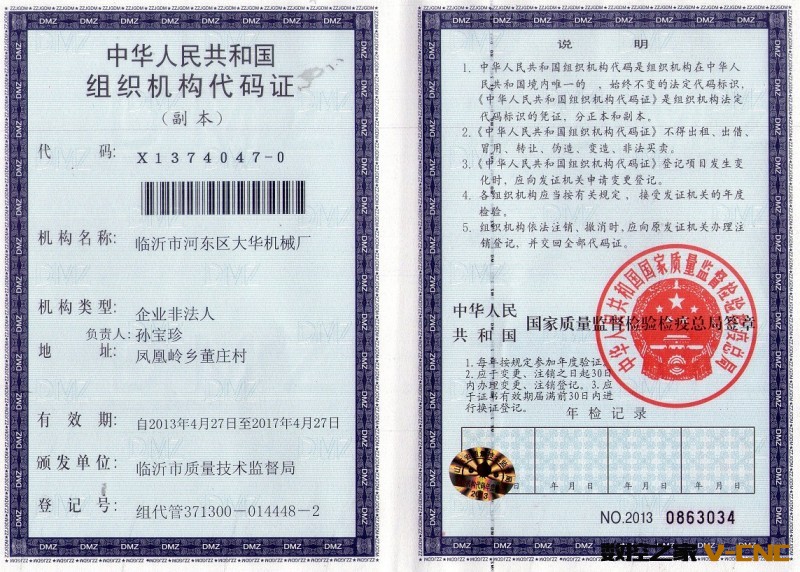 中华人民共和国
组织机构代码证
(副本)
代 码: X1374047-0
机构名称: 临沂市河东区大华机械厂
机构类型: 企业非法人
负责人: 孙宝珍
地 址: 凤凰岭乡董庄村
有 效 期: 自2013年4月27日至2017年4月27日
颁发单位: 临沂市质量技术监督局
登 记 号: 组代管371300-014448-2
说 明
1. 中华人民共和国组织机构代码是组织机构在中华人
民共和国境内唯一的、始终不变的法定代码标识，
《中华人民共和国组织机构代码证》是组织机构法定
代码标识的凭证，分正本和副本。
2. 《中华人民共和国组织机构代码证》不得出租、出借、
冒用、转让、伪造、变造、非法买卖。
3. 《中华人民共和国组织机构代码证》登记项目发生变
化时，应向发证机关申请变更登记。
4. 各组织机构应当按有关规定，接受发证机关的年度
检验。
5. 组织机构依法注销、撤消时，应向原发证机关办理注
销登记，并交回全部代码证。
中华人民
共和国 国家质量监督检验检疫总局签章
中华人民共和国国家质量监督检验检疫总局
1. 每年按规定参加年度验证
2. 应于变更、注销之日起30日
内办理变更、注销登记。3. 应
于证书有效期届满前30日内进
行换证登记。
年检记录
日 年 月 日 年 月 日 年 月 日
2013
NO.2013 0863034
数控之家 V-CNC